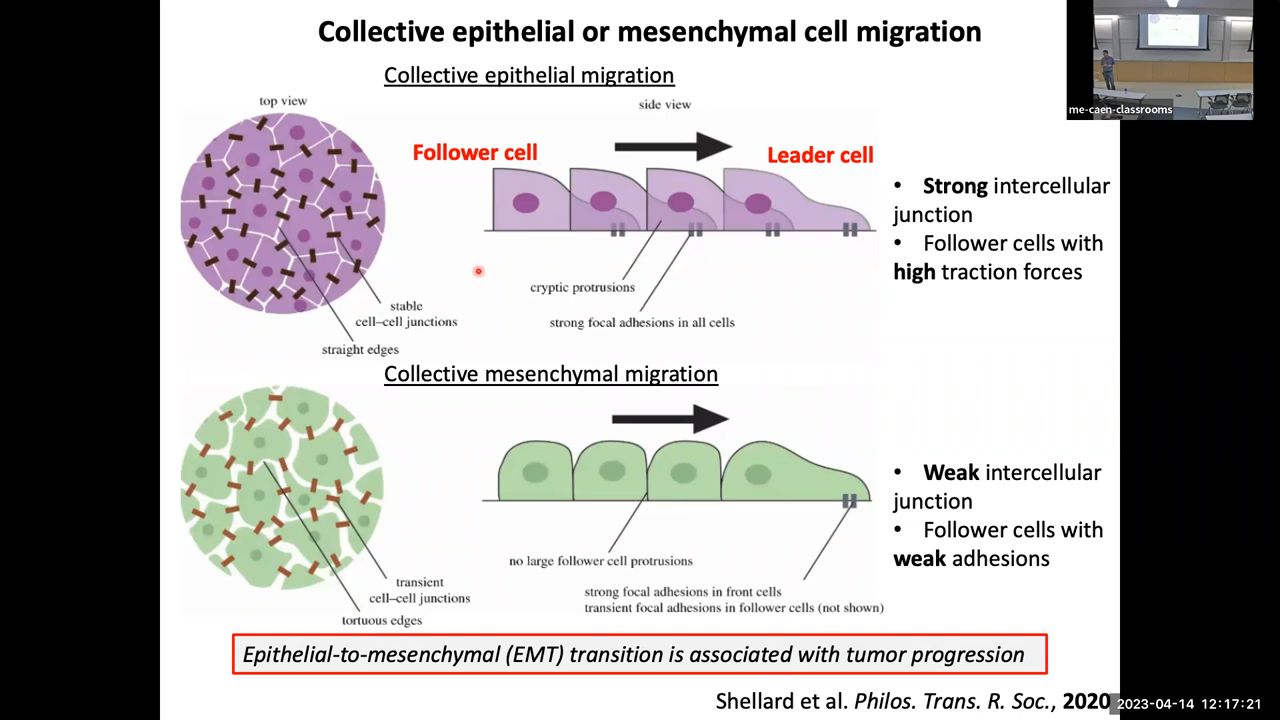 Collective epithelial or mesenchymal cell migration
me-caen-classrooms
Collective epithelial migration
top view
side view
Follower cell
Leader cell
• Strong intercellular
junction
• Follower cells with
high traction forces
cryptic protrusions
stable
cell–cell junctions
strong focal adhesions in all cells
straight edges
Collective mesenchymal migration
• Weak intercellular
junction
• Follower cells with
weak adhesions
no large follower cell protrusions
transient
cell–cell junctions
strong focal adhesions in front cells
transient focal adhesions in follower cells (not shown)
tortuous edges
Epithelial-to-mesenchymal (EMT) transition is associated with tumor progression
Shellard et al. Philos. Trans. R. Soc., 2020
2023-04-14 12:17:21